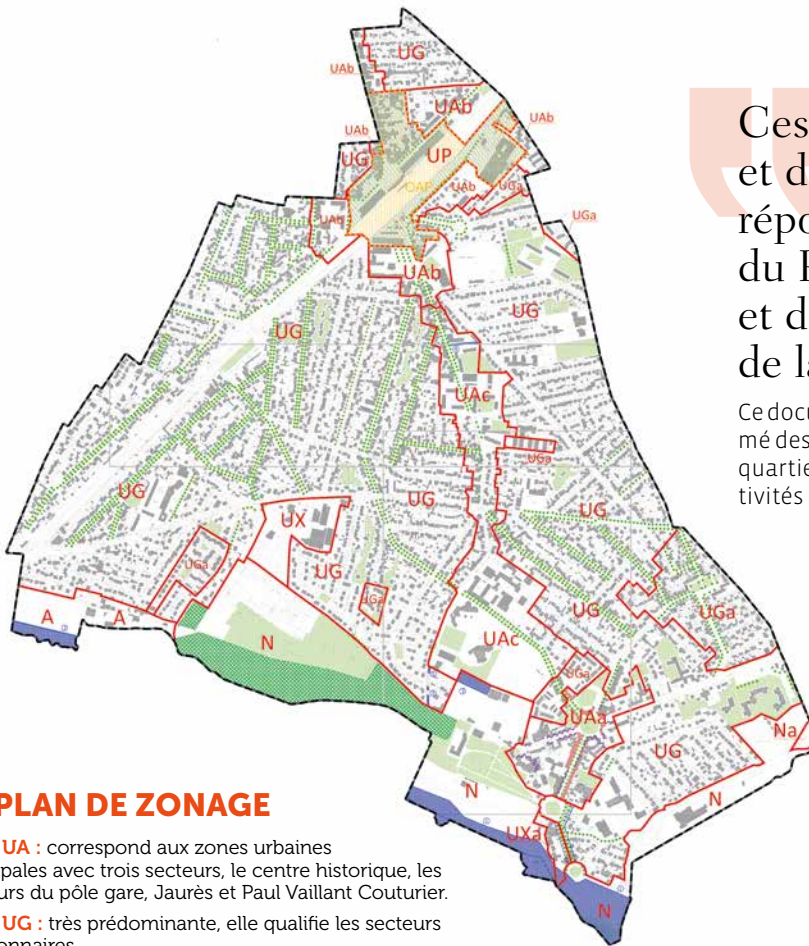 UG
UAb
UAb
UAb
UAb
UG
UP
OAP
UAb
UGa
UAb
UGa
UAb
UG
UG
UAc
UGa
UG
UG
UX
UG
UGa
UG
UGa
UG
UGa
A
A
N
UAc
UGa
UAa
UG
Na
N
N
UXa
N
Ces
et d
répo
du P
et d
de la
Ce docu
mé des
quartie
tivités
PLAN DE ZONAGE
UA : correspond aux zones urbaines
pales avec trois secteurs, le centre historique, les
urs du pôle gare, Jaurès et Paul Vaillant Couturier.
UG : très prédominante, elle qualifie les secteurs
onnaires